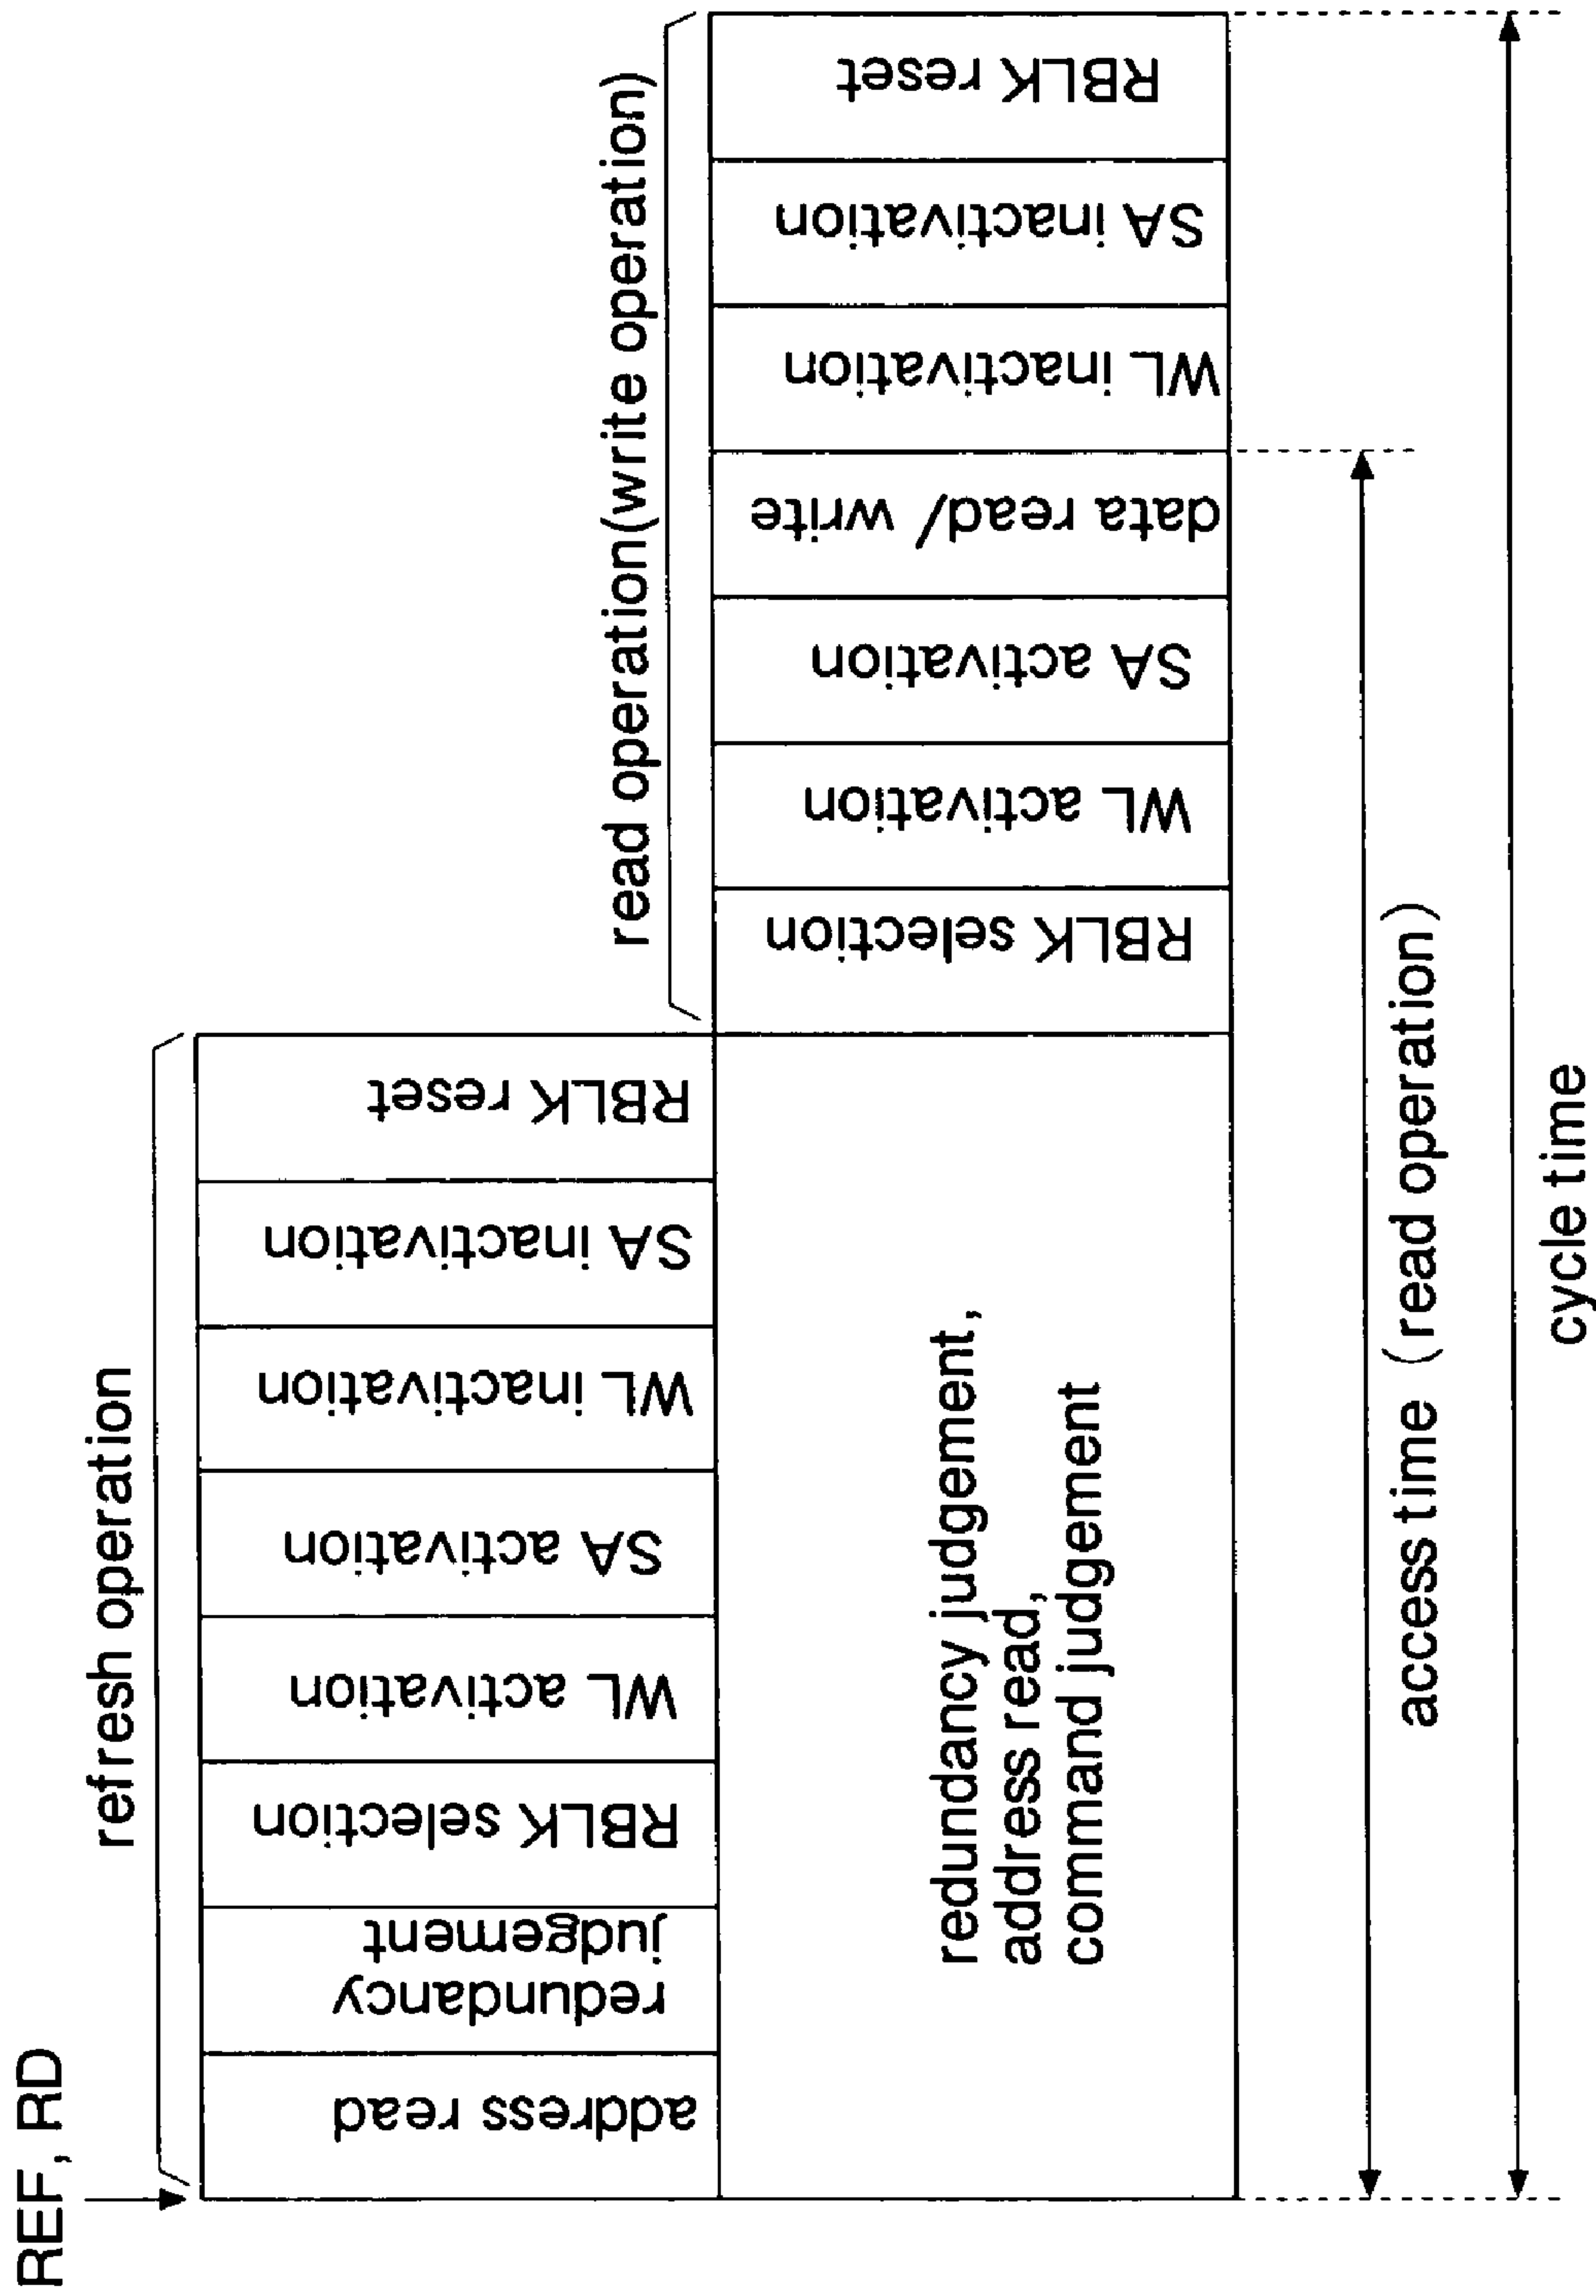 REF, RD
refresh operation
address read
redundancy
judgement
RBLK selection
WL activation
SA activation
WL inactivation
SA inactivation
RBLK reset
read operation(write operation)
redundancy judgement,
address read,
command judgement
RBLK selection
WL activation
SA activation
data read/ write
WL inactivation
SA inactivation
RBLK reset
access time (read operation)
cycle time